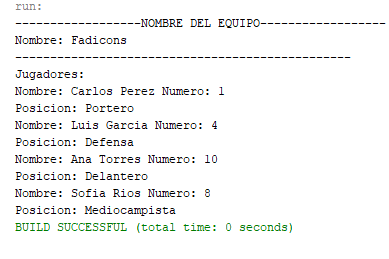 run:
------------------NOMBRE DEL EQUIPO------------------
Nombre: Fadicons
------------------------------------------------
Jugadores:
Nombre: Carlos Perez Numero: 1
Posicion: Portero
Nombre: Luis Garcia Numero: 4
Posicion: Defensa
Nombre: Ana Torres Numero: 10
Posicion: Delantero
Nombre: Sofia Rios Numero: 8
Posicion: Mediocampista
BUILD SUCCESSFUL (total time: 0 seconds)